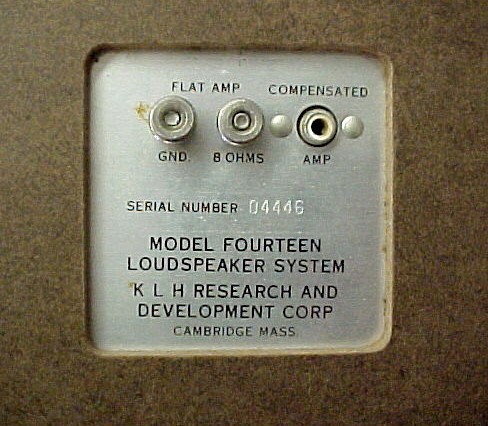 FLAT AMP COMPENSATED
GND. 8 OHMS AMP
SERIAL NUMBER 04446
MODEL FOURTEEN
LOUDSPEAKER SYSTEM
K L H RESEARCH AND
DEVELOPMENT CORP
CAMBRIDGE MASS.